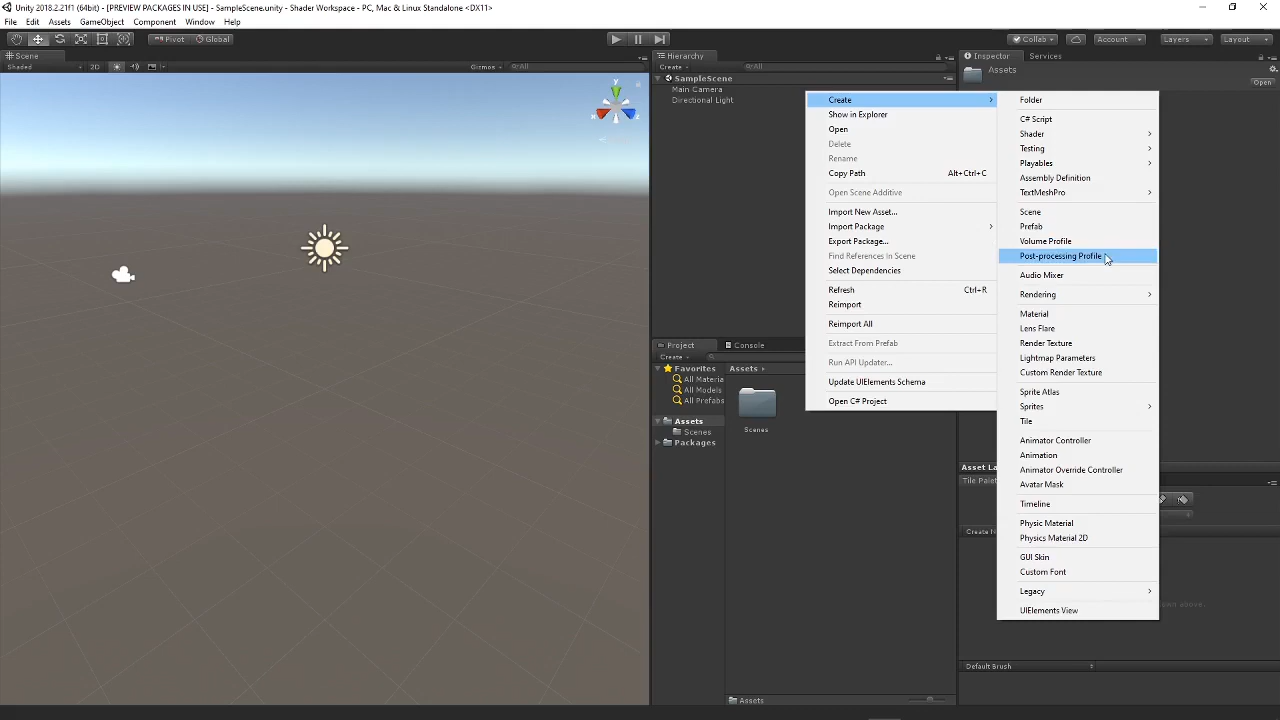 Unity 2018.2.21f1 (64bit) - [PREVIEW PACKAGES IN USE] - SampleScene.unity - Shader Workspace - PC, Mac & Linux Standalone <DX11>
File Edit Assets GameObject Component Window Help
Pivot Global Collab Account Layers Layout
Scene Hierarchy Inspector Services
Shaded 2D Gizmos All Create All Assets
SampleScene Open
Main Camera
Directional Light
y
x z
Create
Show in Explorer
Open
Delete
Rename
Copy Path Alt+Ctrl+C
Open Scene Additive
Import New Asset...
Import Package
Export Package...
Find References In Scene
Select Dependencies
Refresh Ctrl+R
Reimport
Reimport All
Extract From Prefab
Run API Updater...
Update UIElements Schema
Open C# Project
Folder
C# Script
Shader
Testing
Playables
Assembly Definition
TextMeshPro
Scene
Prefab
Volume Profile
Post-processing Profile
Audio Mixer
Rendering
Material
Lens Flare
Render Texture
Lightmap Parameters
Custom Render Texture
Sprite Atlas
Sprites
Tile
Animator Controller
Animation
Animator Override Controller
Avatar Mask
Timeline
Physic Material
Physics Material 2D
GUI Skin
Custom Font
Legacy
UIElements View
Project Console
Create
Favorites Assets
All Materia
All Models
All Prefabs
Assets
Scenes
Packages
Scenes
Assets
Asset La
Tile Palet
Create N
Default Brush